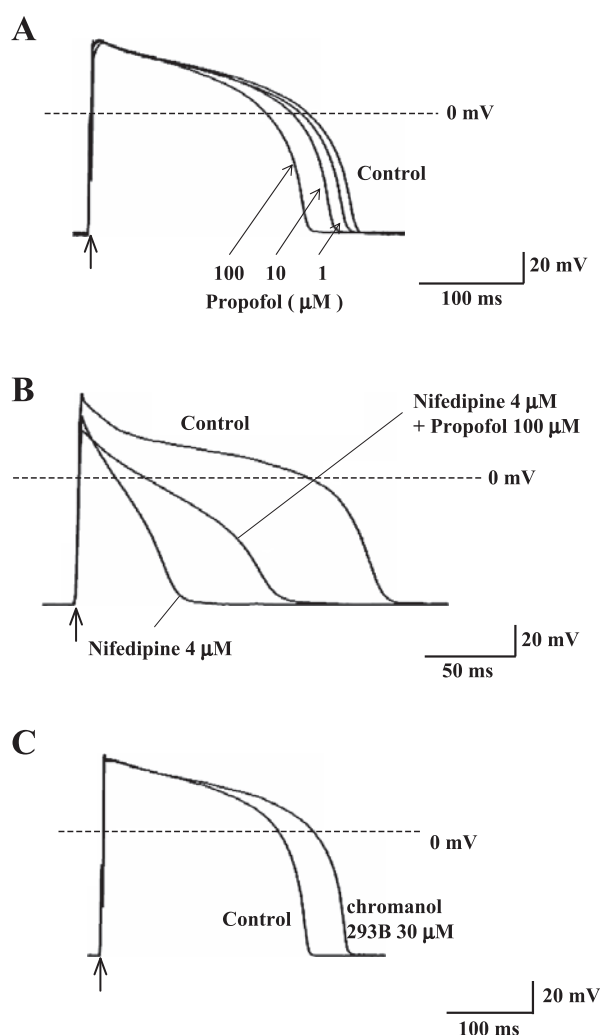 A
0 mV
Control
100 10 1
Propofol ( μM )
20 mV
100 ms
B
Control
Nifedipine 4 μM
+ Propofol 100 μM
0 mV
Nifedipine 4 μM
20 mV
50 ms
C
0 mV
Control
chromanol
293B 30 μM
20 mV
100 ms